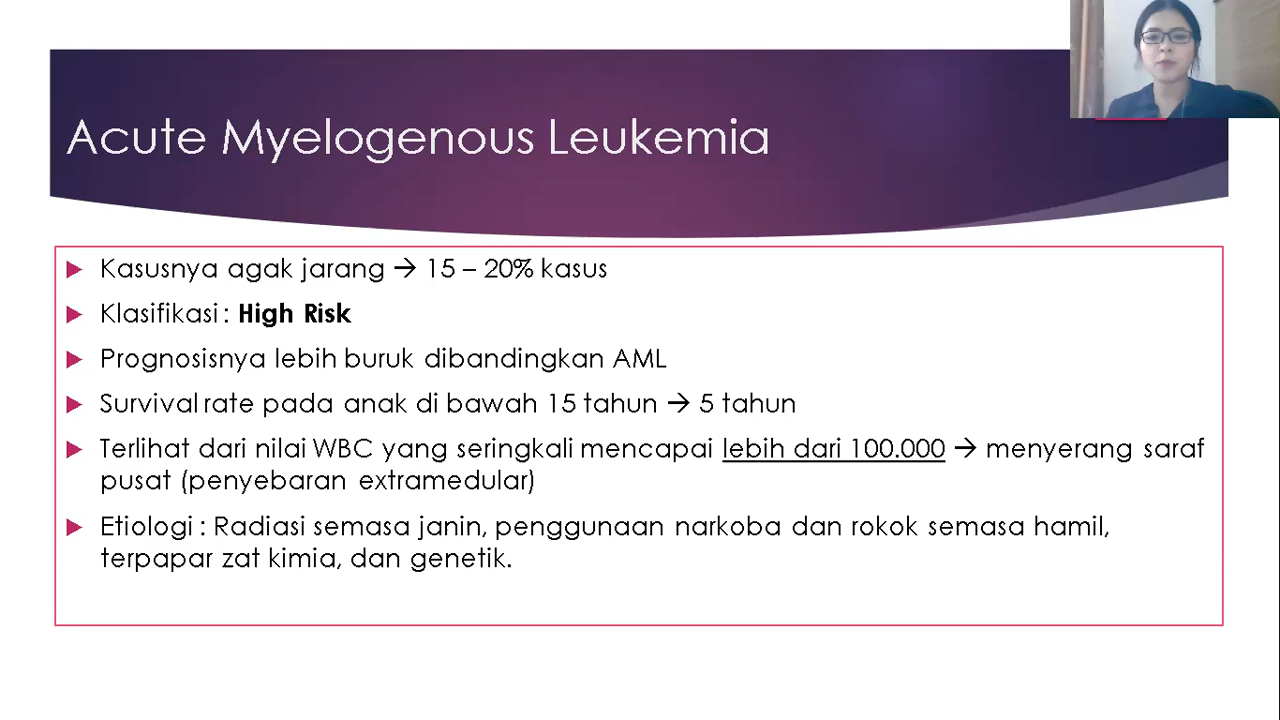 Acute Myelogenous Leukemia
Kasusnya agak jarang → 15 – 20% kasus
Klasifikasi : High Risk
Prognosisnya lebih buruk dibandingkan AML
Survival rate pada anak di bawah 15 tahun → 5 tahun
Terlihat dari nilai WBC yang seringkali mencapai lebih dari 100.000 → menyerang saraf
pusat (penyebaran extramedular)
Etiologi : Radiasi semasa janin, penggunaan narkoba dan rokok semasa hamil,
terpapar zat kimia, dan genetik.